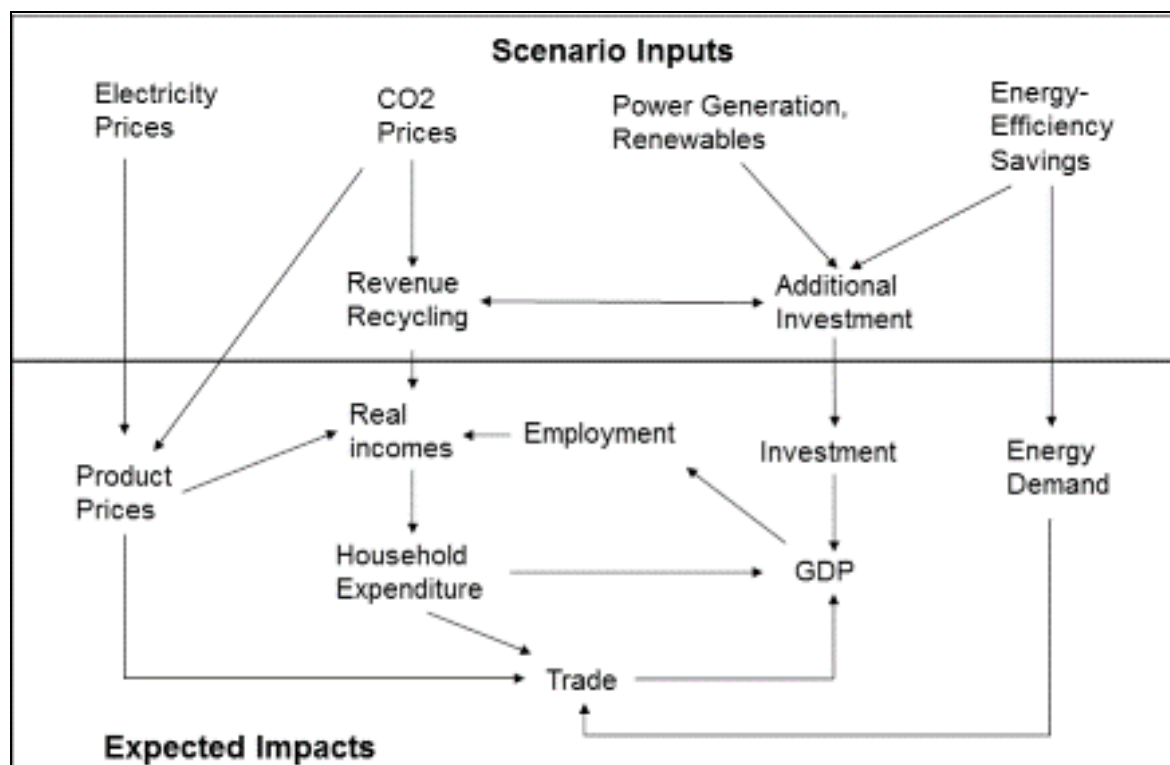 Scenario Inputs
Electricity
Prices
CO2
Prices
Power Generation,
Renewables
Energy-
Efficiency
Savings
Revenue
Recycling
Additional
Investment
Real
incomes
Employment
Investment
Energy
Demand
Product
Prices
Household
Expenditure
GDP
Trade
Expected Impacts